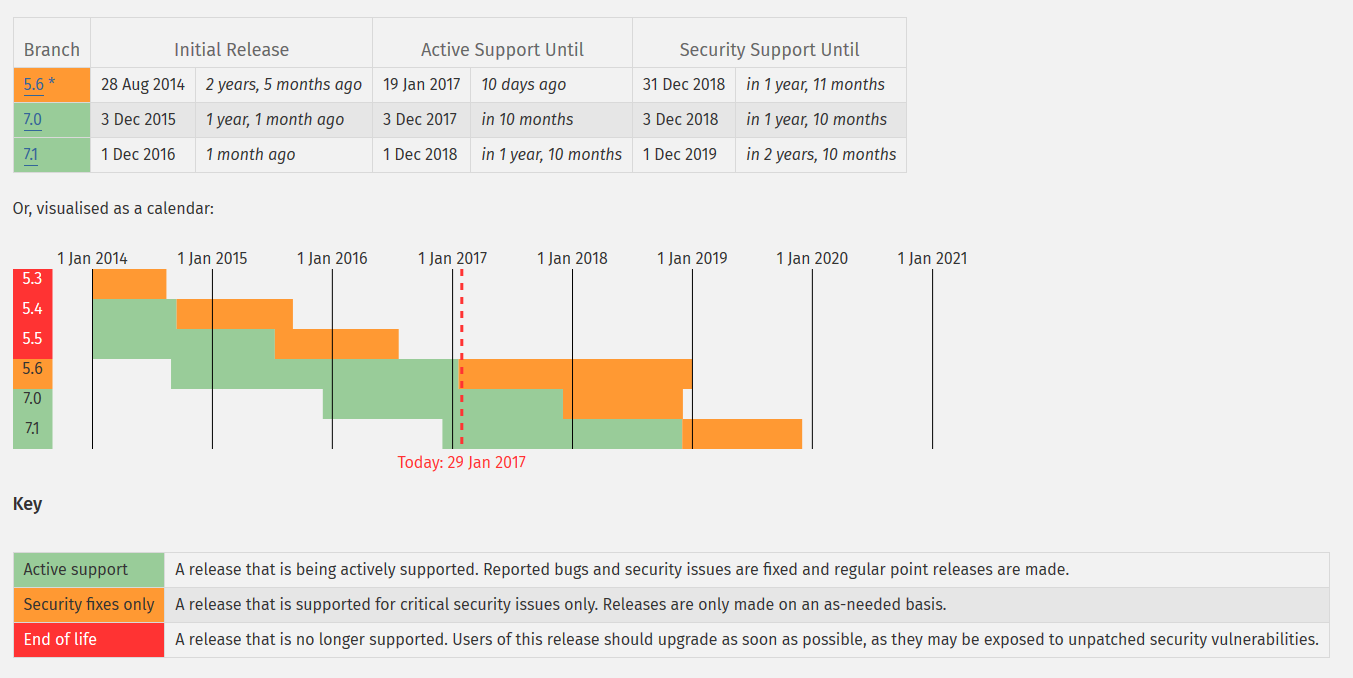 Branch Initial Release Active Support Until Security Support Until
5.6 * 28 Aug 2014 2 years, 5 months ago 19 Jan 2017 10 days ago 31 Dec 2018 in 1 year, 11 months
7.0 3 Dec 2015 1 year, 1 month ago 3 Dec 2017 in 10 months 3 Dec 2018 in 1 year, 10 months
7.1 1 Dec 2016 1 month ago 1 Dec 2018 in 1 year, 10 months 1 Dec 2019 in 2 years, 10 months
Or, visualised as a calendar:
1 Jan 2014 1 Jan 2015 1 Jan 2016 1 Jan 2017 1 Jan 2018 1 Jan 2019 1 Jan 2020 1 Jan 2021
5.3
5.4
5.5
5.6
7.0
7.1
Today: 29 Jan 2017
Key
Active support A release that is being actively supported. Reported bugs and security issues are fixed and regular point releases are made.
Security fixes only A release that is supported for critical security issues only. Releases are only made on an as-needed basis.
End of life A release that is no longer supported. Users of this release should upgrade as soon as possible, as they may be exposed to unpatched security vulnerabilities.